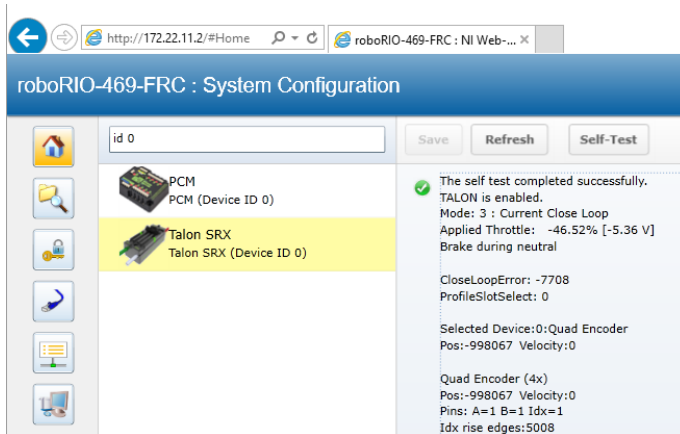 http://172.22.11.2/#Home
roboRIO-469-FRC : NI Web-...
roboRIO-469-FRC : System Configuration
id 0
Save
Refresh
Self-Test
PCM
PCM (Device ID 0)
Talon SRX
Talon SRX (Device ID 0)
The self test completed successfully.
TALON is enabled.
Mode: 3 : Current Close Loop
Applied Throttle: -46.52% [-5.36 V]
Brake during neutral
CloseLoopError: -7708
ProfileSlotSelect: 0
Selected Device:0:Quad Encoder
Pos:-998067 Velocity:0
Quad Encoder (4x)
Pos:-998067 Velocity:0
Pins: A=1 B=1 Idx=1
Idx rise edges:5008